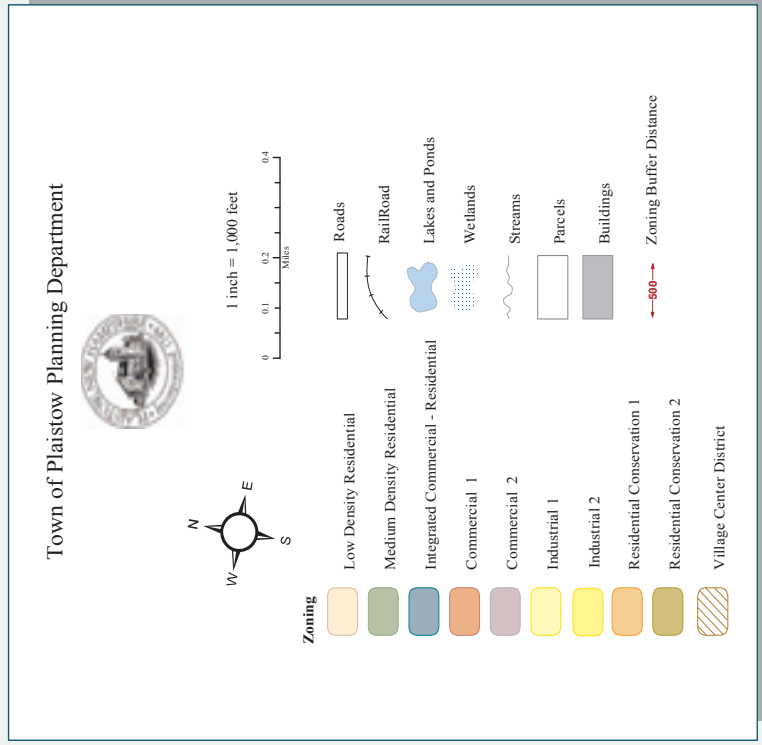 Town of Plaistow Planning Department
1 inch = 1,000 feet
0 0.1 0.2 0.4
Miles
N
E
S
W
Zoning
Low Density Residential
Medium Density Residential
Integrated Commercial - Residential
Commercial 1
Commercial 2
Industrial 1
Industrial 2
Residential Conservation 1
Residential Conservation 2
Village Center District
Roads
RailRoad
Lakes and Ponds
Wetlands
Streams
Parcels
Buildings
500
Zoning Buffer Distance